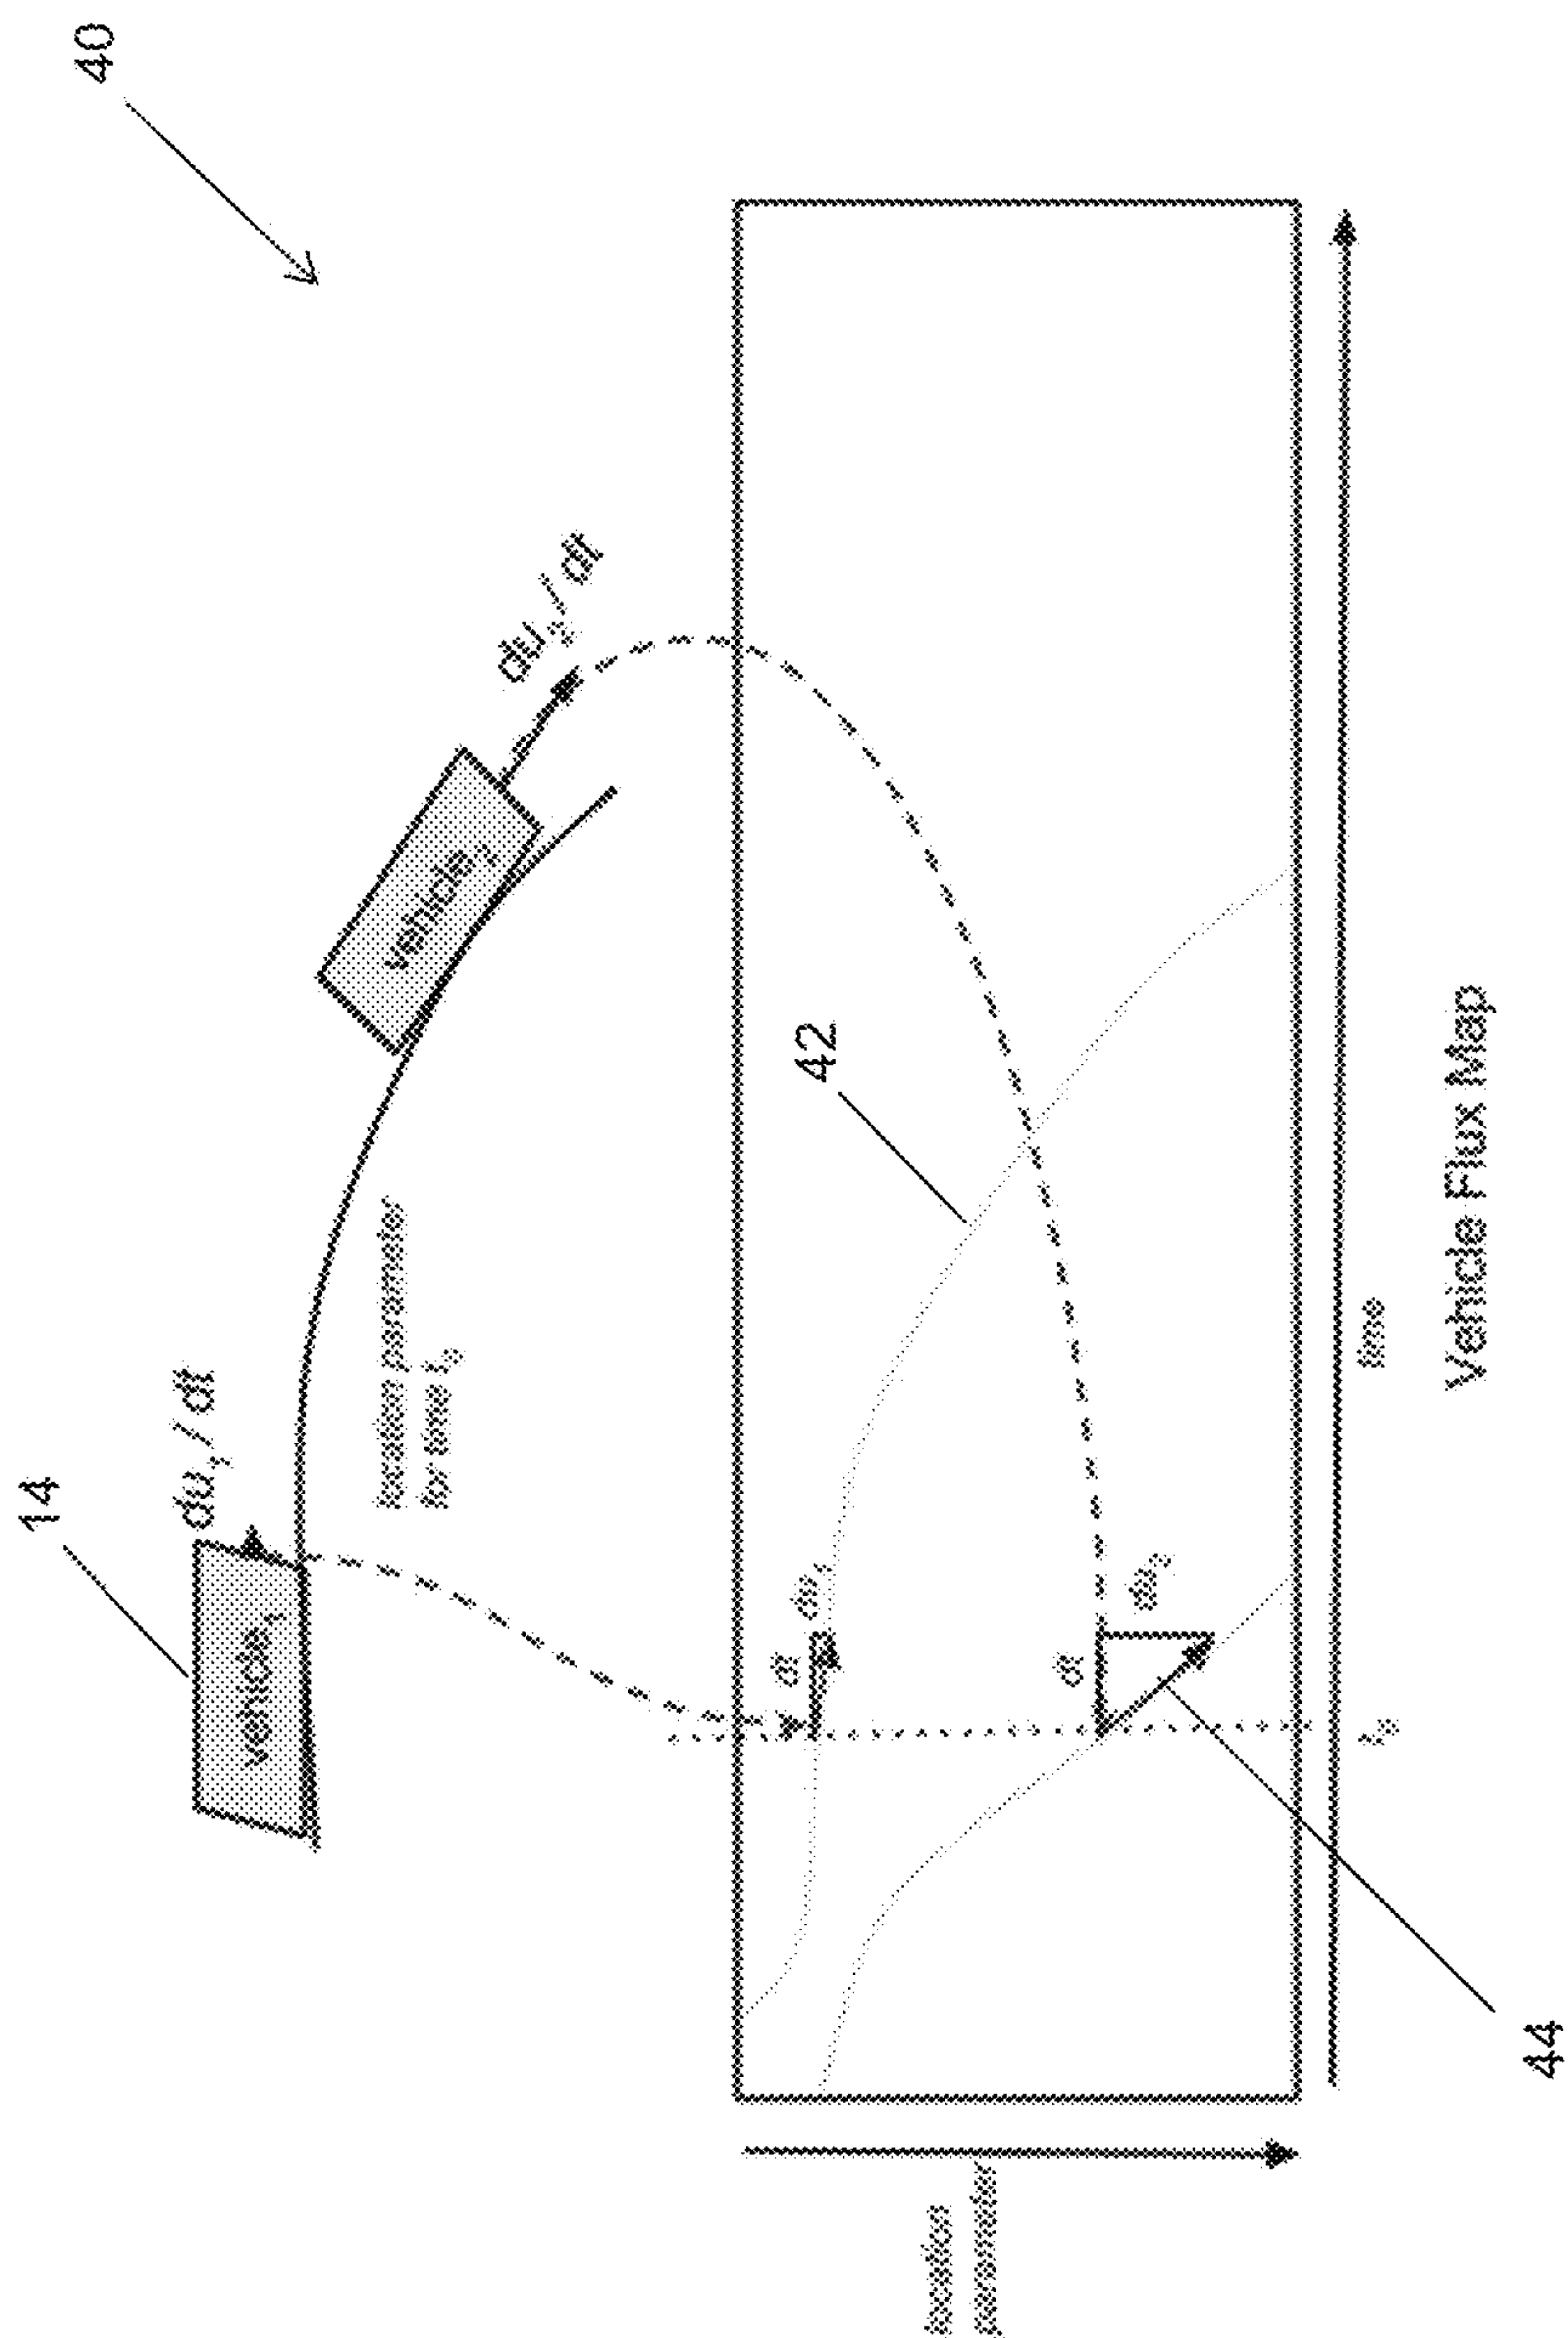 40
14
vehicle₁
du₁ / dt
vehicle₂
du₂ / dt
location parameter
for time t₀
42
dt
du₁
dt
du₂
location
parameter
t₀
time
44
Vehicle Flux Map